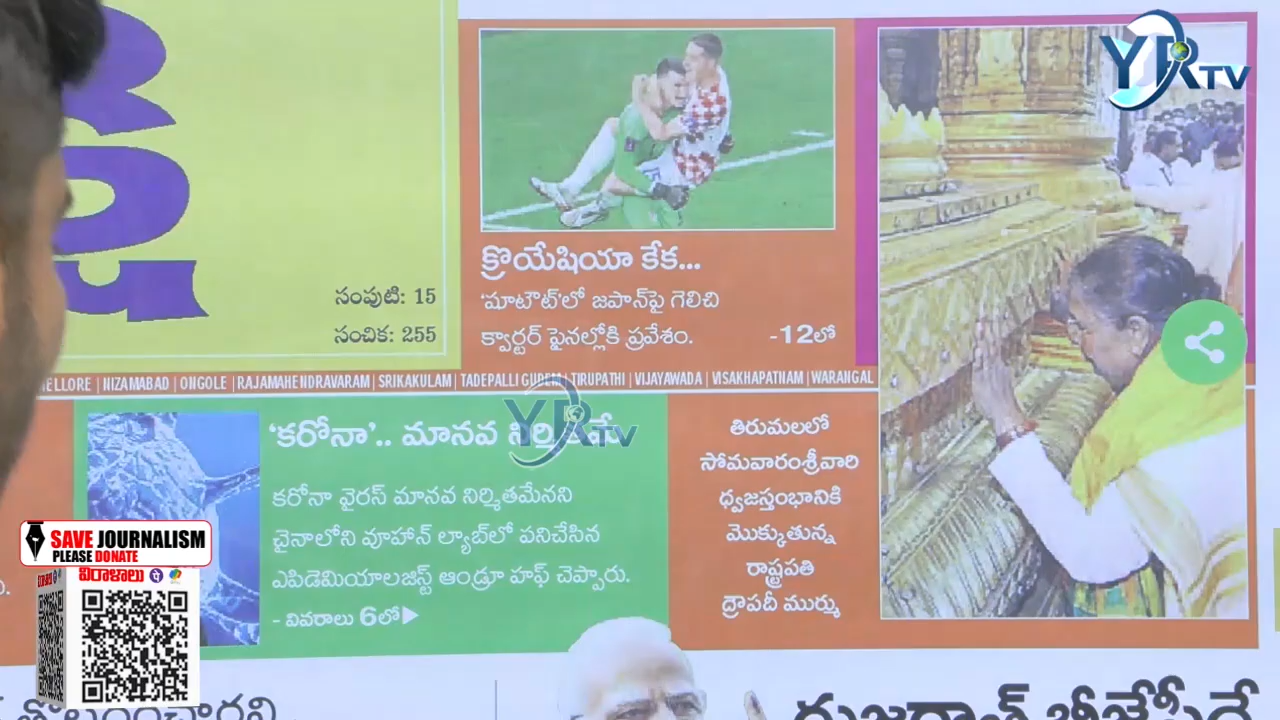 YRTV
క్రొయేషియా కేక...
'షూటౌట్'లో జపాన్‌పై గెలిచి
క్వార్టర్ ఫైనల్లోకి ప్రవేశం. -12లో
సంపుటి: 15
సంచిక: 255
NIZAMABAD | ONGOLE | RAJAMAHENDRAVARAM | SRIKAKULAM | TADEPALLI GUDEM | TIRUPATHI | VIJAYAWADA | VISAKHAPATNAM | WARANGAL
'కరోనా'.. మానవ
YRTV
కరోనా వైరస్ మానవ నిర్మితమేనని
చైనాలోని వూహాన్ ల్యాబ్‌లో పనిచేసిన
ఎపిడెమియాలజిస్ట్ ఆండ్రూ హఫ్ చెప్పారు.
- వివరాలు 6లో▶
తిరుమలలో
సోమవారంశ్రీవారి
ధ్వజస్తంభానికి
మొక్కుతున్న
రాష్ట్రపతి
ద్రౌపదీ ముర్ము
SAVE JOURNALISM
PLEASE DONATE
విరాళాలు